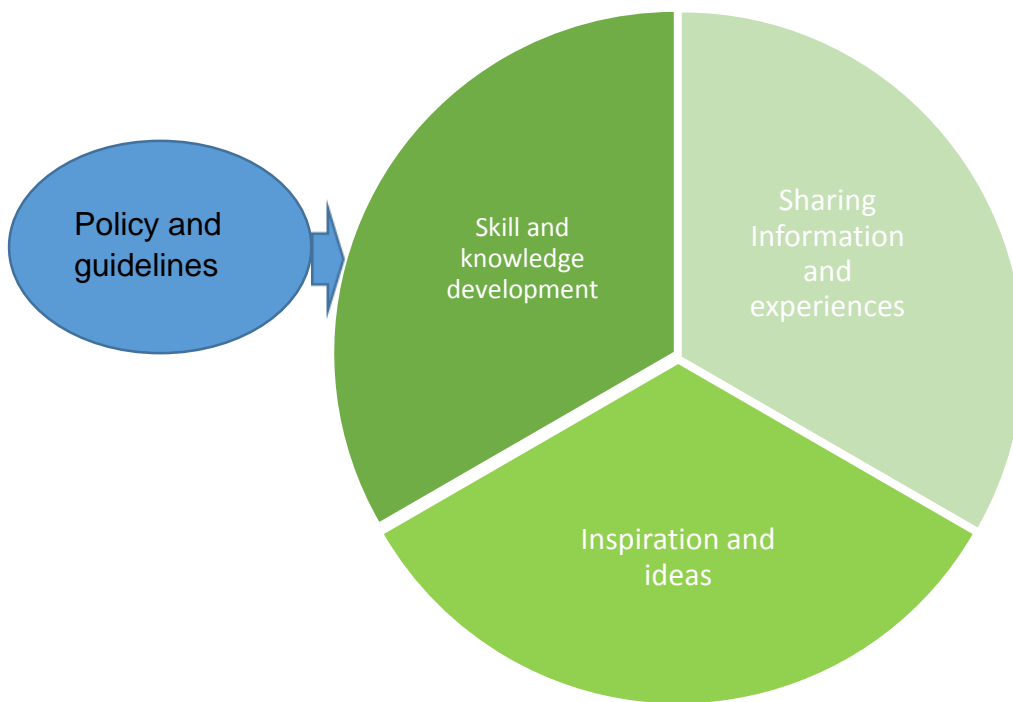 Policy and
guidelines
Skill and
knowledge
development
Sharing
Information
and
experiences
Inspiration and
ideas